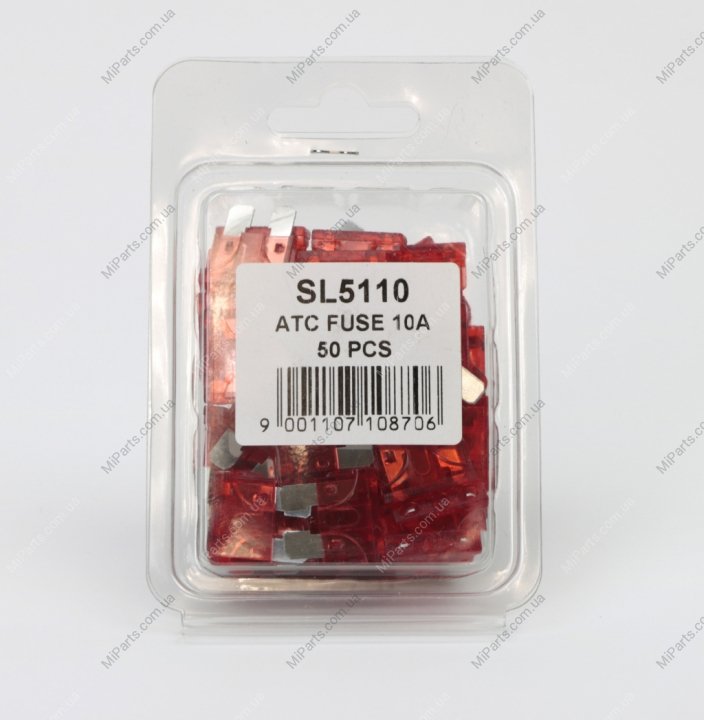 SL5110
ATC FUSE 10A
50 PCS
9 001107 108706
MiParts.com.ua